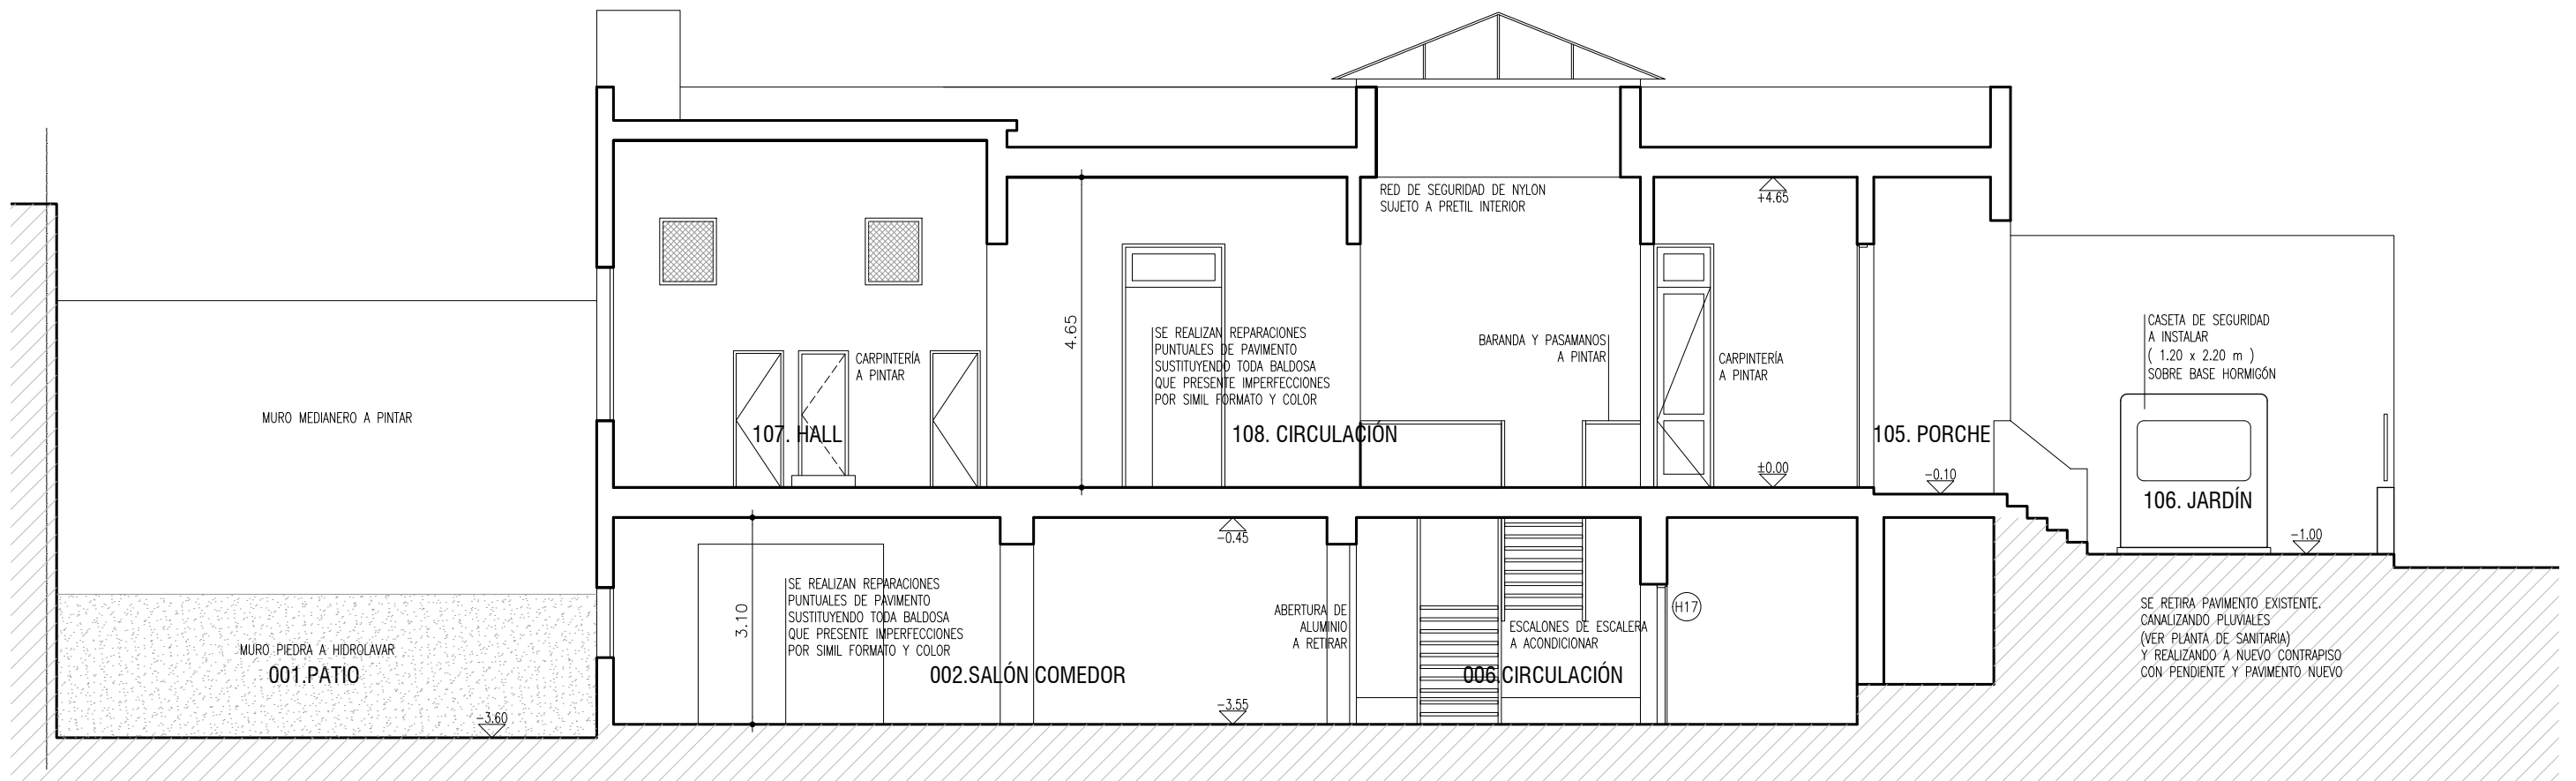 RED DE SEGURIDAD DE NYLON
SUJETO A PRETIL INTERIOR
+4.65
4.65
SE REALIZAN REPARACIONES
PUNTUALES DE PAVIMENTO
SUSTITUYENDO TODA BALDOSA
QUE PRESENTE IMPERFECCIONES
POR SIMIL FORMATO Y COLOR
BARANDA Y PASAMANOS
A PINTAR
CARPINTERÍA
A PINTAR
CARPINTERÍA
A PINTAR
CASETA DE SEGURIDAD
A INSTALAR
( 1.20 x 2.20 m )
SOBRE BASE HORMIGÓN
MURO MEDIANERO A PINTAR
107. HALL
108. CIRCULACIÓN
105. PORCHE
±0.00
-0.10
106. JARDÍN
-1.00
-0.45
SE REALIZAN REPARACIONES
PUNTUALES DE PAVIMENTO
SUSTITUYENDO TODA BALDOSA
QUE PRESENTE IMPERFECCIONES
POR SIMIL FORMATO Y COLOR
3.10
ABERTURA DE
ALUMINIO
A RETIRAR
ESCALONES DE ESCALERA
A ACONDICIONAR
H17
SE RETIRA PAVIMENTO EXISTENTE.
CANALIZANDO PLUVIALES
(VER PLANTA DE SANITARIA)
Y REALIZANDO A NUEVO CONTRAPISO
CON PENDIENTE Y PAVIMENTO NUEVO
MURO PIEDRA A HIDROLAVAR
001.PATIO
002.SALÓN COMEDOR
006.CIRCULACIÓN
-3.60
-3.55